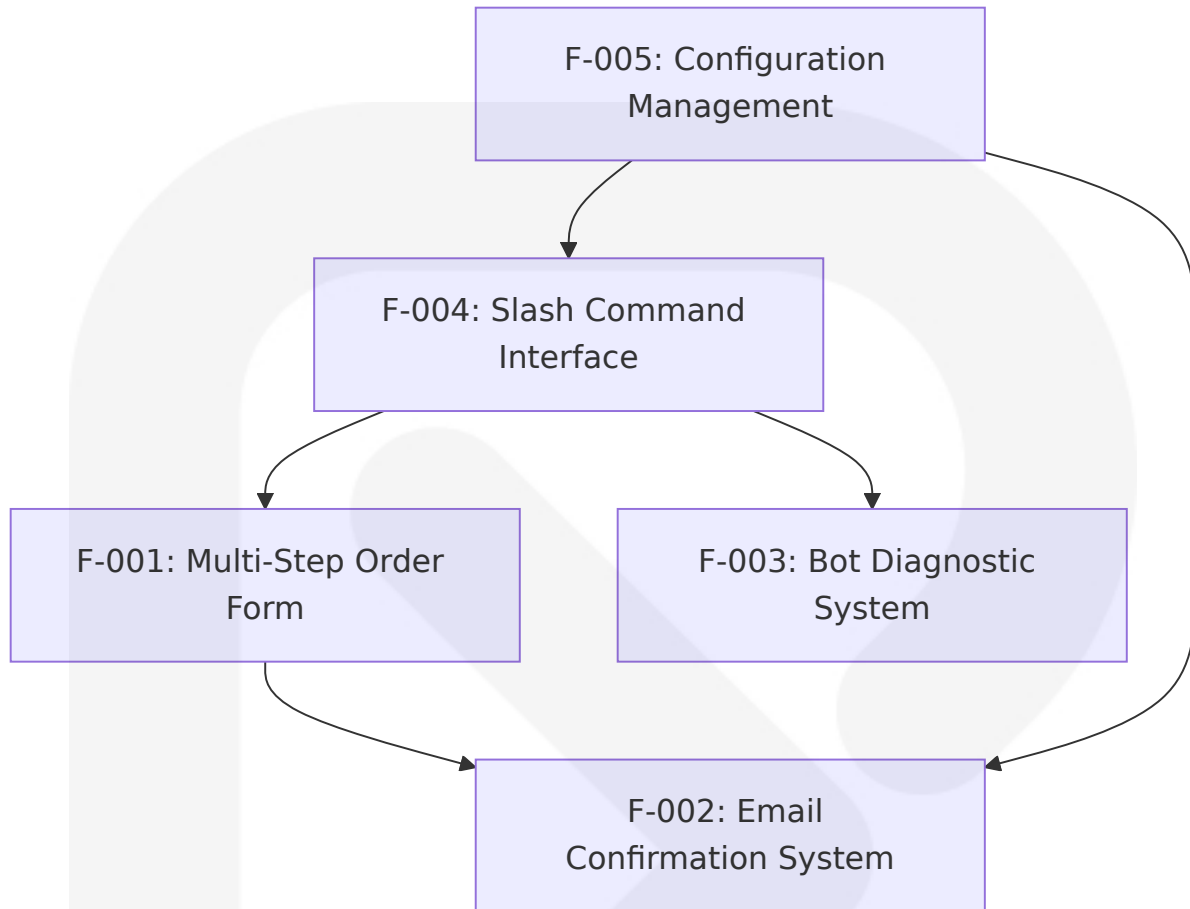 F-005: Configuration
Management
F-004: Slash Command
Interface
F-001: Multi-Step Order
Form
F-003: Bot Diagnostic
System
F-002: Email
Confirmation System